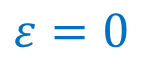 ε = 0